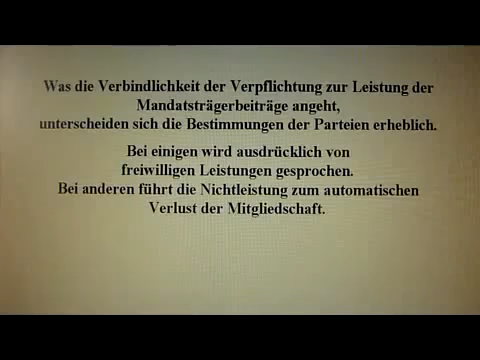 Was die Verbindlichkeit der Verpflichtung zur Leistung der
Mandatsträgerbeiträge angeht,
unterscheiden sich die Bestimmungen der Parteien erheblich.
Bei einigen wird ausdrücklich von
freiwilligen Leistungen gesprochen.
Bei anderen führt die Nichtleistung zum automatischen
Verlust der Mitgliedschaft.